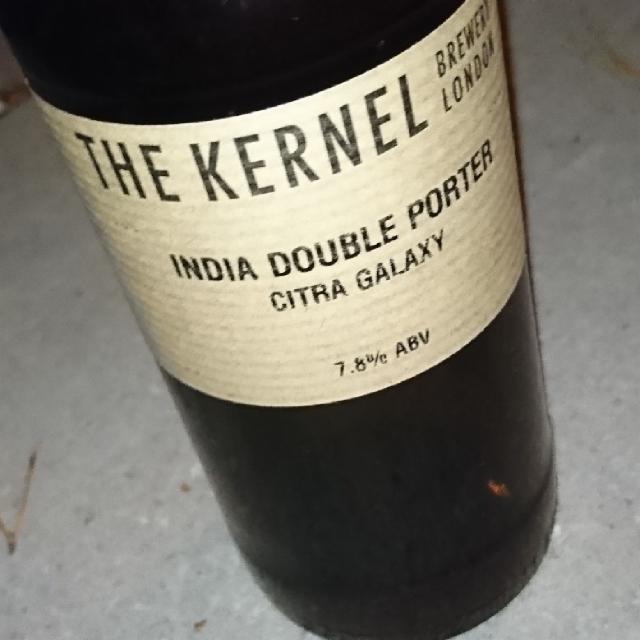 THE KERNEL
BREWERY
LONDON
INDIA DOUBLE PORTER
CITRA GALAXY
7.8% ABV